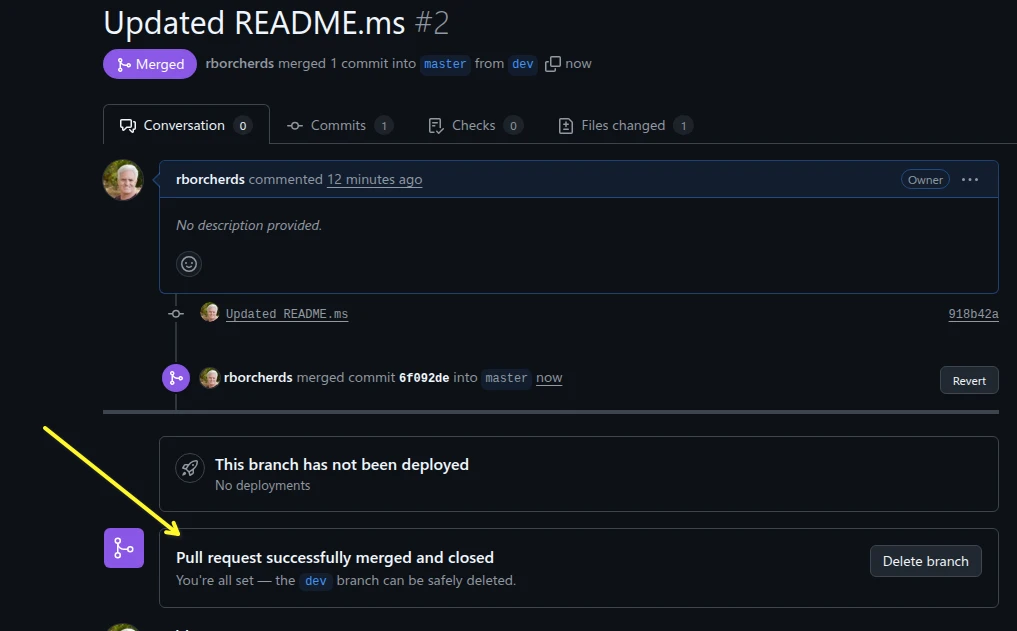 Updated README.ms #2
Merged rborcherds merged 1 commit into master from dev now
Conversation 0 Commits 1 Checks 0 Files changed 1
rborcherds commented 12 minutes ago Owner ...
No description provided.
Updated README.ms 918b42a
rborcherds merged commit 6f092de into master now Revert
This branch has not been deployed
No deployments
Pull request successfully merged and closed
You're all set — the dev branch can be safely deleted. Delete branch